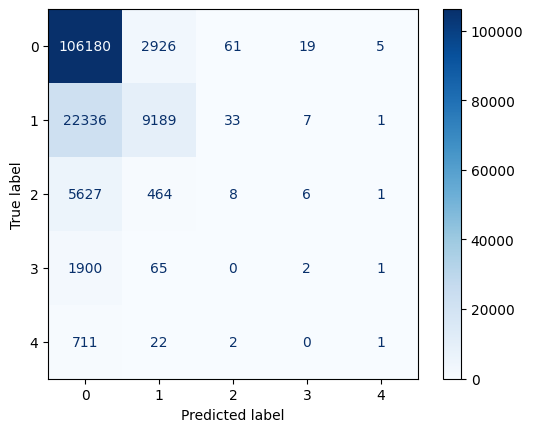 0 106180 2926 61 19 5
1 22336 9189 33 7 1
2 5627 464 8 6 1
3 1900 65 0 2 1
4 711 22 2 0 1
0 1 2 3 4
Predicted label
True label
100000
80000
60000
40000
20000
0